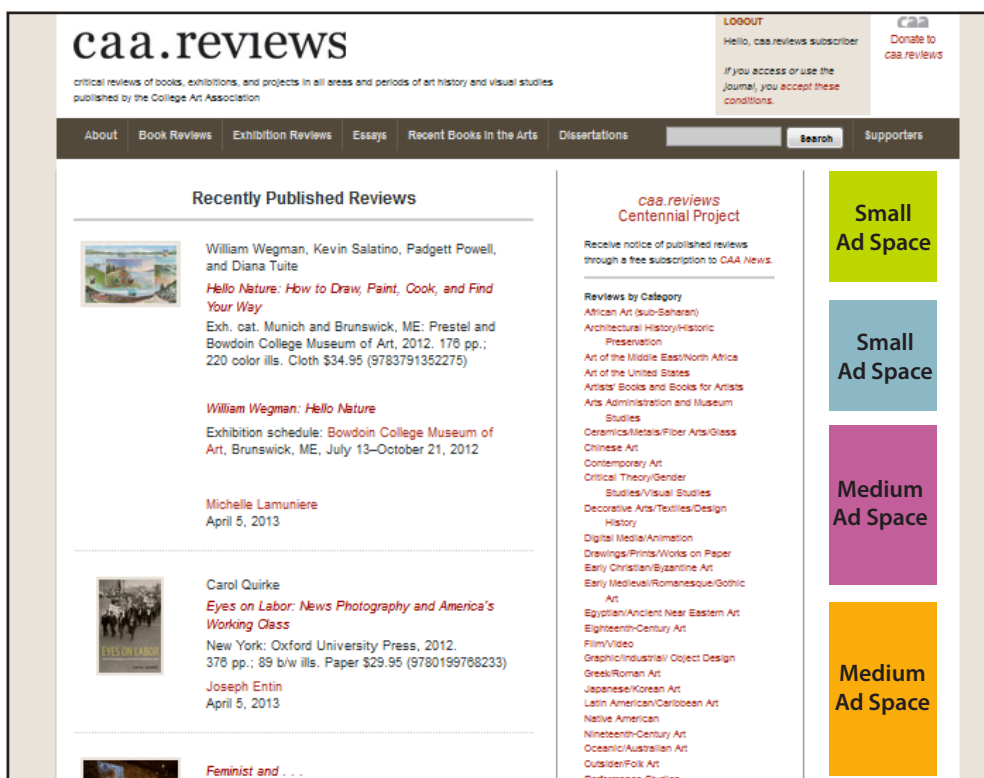 caa.reviews
critical reviews of books, exhibitions, and projects in all areas and periods of art history and visual studies
published by the College Art Association
LOGOUT
Hello, caa.reviews subscriber
If you access or use the
journal, you accept these
conditions.
caa
Donate to
caa.reviews
About
Book Reviews
Exhibition Reviews
Essays
Recent Books in the Arts
Dissertations
Search
Supporters
Recently Published Reviews
William Wegman, Kevin Salatino, Padgett Powell,
and Diana Tuite
Hello Nature: How to Draw, Paint, Cook, and Find
Your Way
Exh. cat. Munich and Brunswick, ME: Prestel and
Bowdoin College Museum of Art, 2012. 176 pp.;
220 color ills. Cloth $34.95 (9783791352275)
William Wegman: Hello Nature
Exhibition schedule: Bowdoin College Museum of
Art, Brunswick, ME, July 13–October 21, 2012
Michelle Lamuniere
April 5, 2013
EYES ON LABOR
Carol Quirke
Eyes on Labor: News Photography and America's
Working Class
New York: Oxford University Press, 2012.
376 pp.; 89 b/w ills. Paper $29.95 (9780199768233)
Joseph Entin
April 5, 2013
Feminist and . . .
caa.reviews
Centennial Project
Receive notice of published reviews
through a free subscription to CAA News.
Reviews by Category
African Art (sub-Saharan)
Architectural History/Historic
Preservation
Art of the Middle East/North Africa
Art of the United States
Artists' Books and Books for Artists
Arts Administration and Museum
Studies
Ceramics/Metals/Fiber Arts/Glass
Chinese Art
Contemporary Art
Critical Theory/Gender
Studies/Visual Studies
Decorative Arts/Textiles/Design
History
Digital Media/Animation
Drawings/Prints/Works on Paper
Early Christian/Byzantine Art
Early Medieval/Romanesque/Gothic
Art
Egyptian/Ancient Near Eastern Art
Eighteenth-Century Art
Film/Video
Graphic/Industrial/ Object Design
Greek/Roman Art
Japanese/Korean Art
Latin American/Caribbean Art
Native American
Nineteenth-Century Art
Oceanic/Australian Art
Outsider/Folk Art
Performance Studies
Small
Ad Space
Small
Ad Space
Medium
Ad Space
Medium
Ad Space